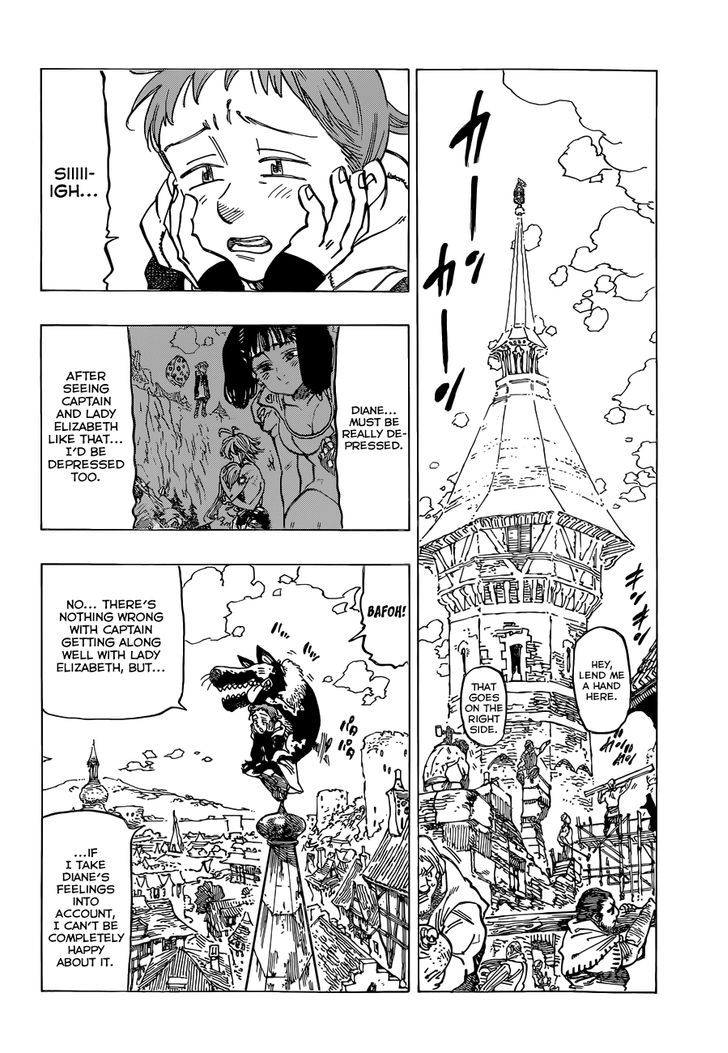 カーン
カーン
キンッ
HEY,
LEND ME
A HAND
HERE.
THAT
GOES
ON THE
RIGHT
SIDE.
SIIIII-
IGH...
DIANE...
MUST BE
REALLY DE-
PRESSED.
AFTER
SEEING
CAPTAIN
AND LADY
ELIZABETH
LIKE THAT...
I'D BE
DEPRESSED
TOO.
BAFOH!
NO... THERE'S
NOTHING WRONG
WITH CAPTAIN
GETTING ALONG
WELL WITH LADY
ELIZABETH, BUT...
...IF
I TAKE
DIANE'S
FEELINGS
INTO
ACCOUNT,
I CAN'T BE
COMPLETELY
HAPPY
ABOUT IT.